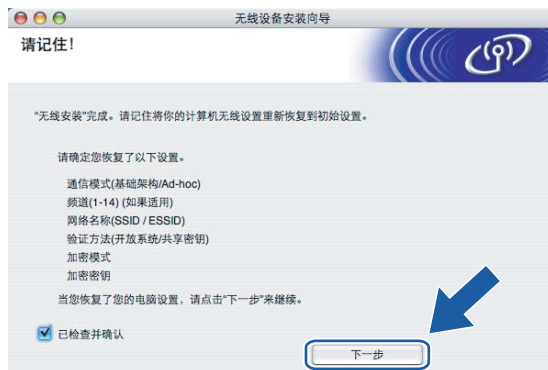 无线设备安装向导
请记住!
“无线安装”完成。请记住将你的计算机无线设置重新恢复到初始设置。
请确定您恢复了以下设置。
通信模式(基础架构/Ad-hoc)
频道(1-14) (如果适用)
网络名称(SSID / ESSID)
验证方法(开放系统/共享密钥)
加密模式
加密密钥
当您恢复了您的电脑设置，请点击“下一步”来继续。
已检查并确认
下一步